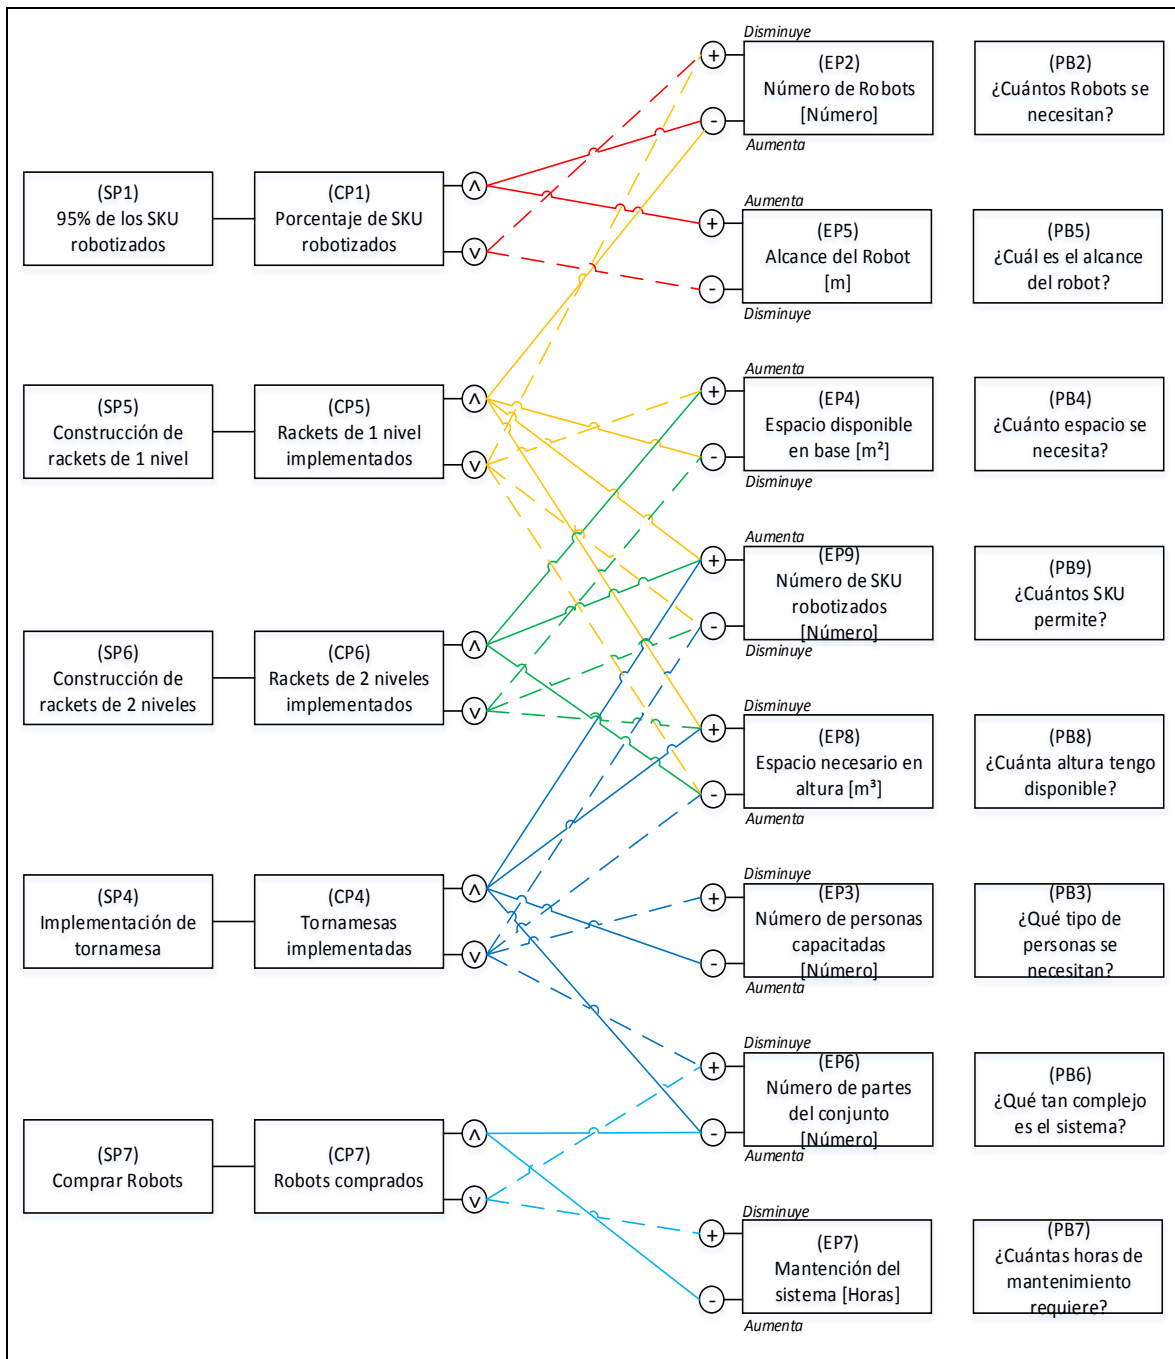 Disminuye
+
(EP2)
Número de Robots
[Número]
-
Aumenta
(PB2)
¿Cuántos Robots se
necesitan?
(SP1)
95% de los SKU
robotizados
(CP1)
Porcentaje de SKU
robotizados
^
v
Aumenta
+
(EP5)
Alcance del Robot
[m]
-
Disminuye
(PB5)
¿Cuál es el alcance
del robot?
(SP5)
Construcción de
rackets de 1 nivel
(CP5)
Rackets de 1 nivel
implementados
^
v
Aumenta
+
(EP4)
Espacio disponible
en base [m²]
-
Disminuye
(PB4)
¿Cuánto espacio se
necesita?
Aumenta
+
(EP9)
Número de SKU
robotizados
[Número]
-
Disminuye
(PB9)
¿Cuántos SKU
permite?
(SP6)
Construcción de
rackets de 2 niveles
(CP6)
Rackets de 2 niveles
implementados
^
v
Disminuye
+
(EP8)
Espacio necesario en
altura [m³]
-
Aumenta
(PB8)
¿Cuánta altura tengo
disponible?
(SP4)
Implementación de
tornamesa
(CP4)
Tornamesas
implementadas
^
v
Disminuye
+
(EP3)
Número de personas
capacitadas
[Número]
-
Aumenta
(PB3)
¿Qué tipo de
personas se
necesitan?
Disminuye
+
(EP6)
Número de partes
del conjunto
[Número]
-
Aumenta
(PB6)
¿Qué tan complejo
es el sistema?
(SP7)
Comprar Robots
(CP7)
Robots comprados
^
v
Disminuye
+
(EP7)
Mantención del
sistema [Horas]
-
Aumenta
(PB7)
¿Cuántas horas de
mantenimiento
requiere?